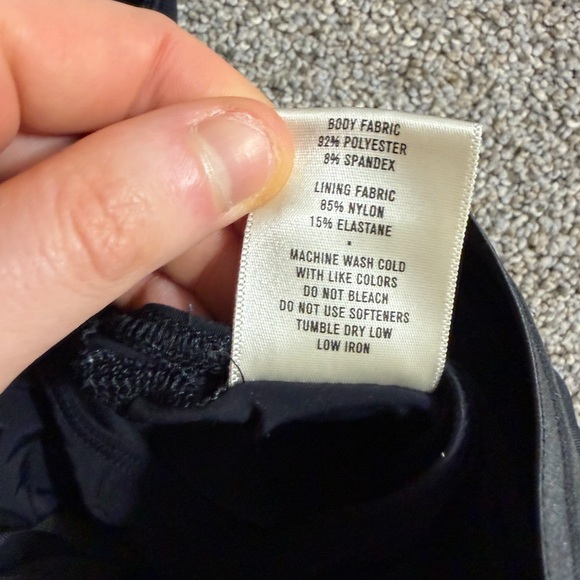 BODY FABRIC
92% POLYESTER
8% SPANDEX
LINING FABRIC
85% NYLON
15% ELASTANE
MACHINE WASH COLD
WITH LIKE COLORS
DO NOT BLEACH
DO NOT USE SOFTENERS
TUMBLE DRY LOW
LOW IRON